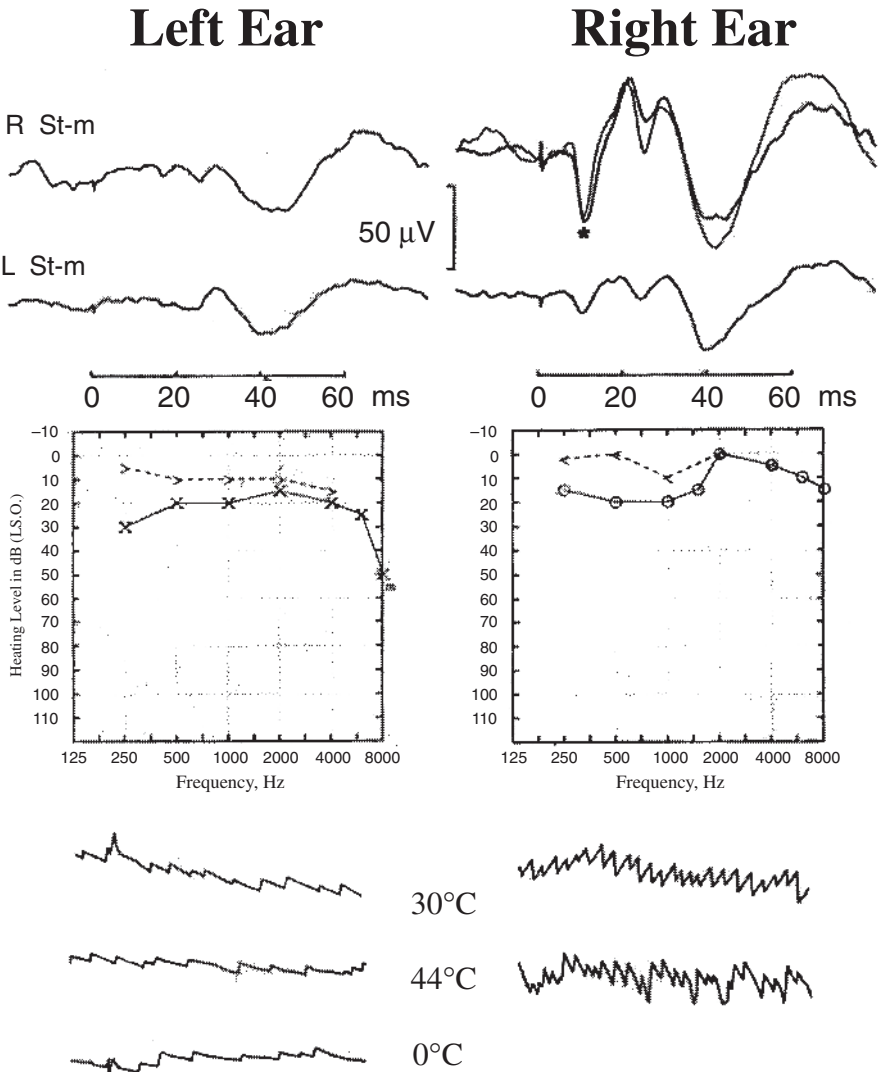 Left Ear Right Ear
R St-m
50 µV
*
L St-m
0 20 40 60 ms 0 20 40 60 ms
–10
0
10
20
30
40
50
60
70
80
90
100
110
Heating Level in dB (I.S.O.)
125 250 500 1000 2000 4000 8000
Frequency, Hz
–10
0
10
20
30
40
50
60
70
80
90
100
110
125 250 500 1000 2000 4000 8000
Frequency, Hz
30°C
44°C
0°C